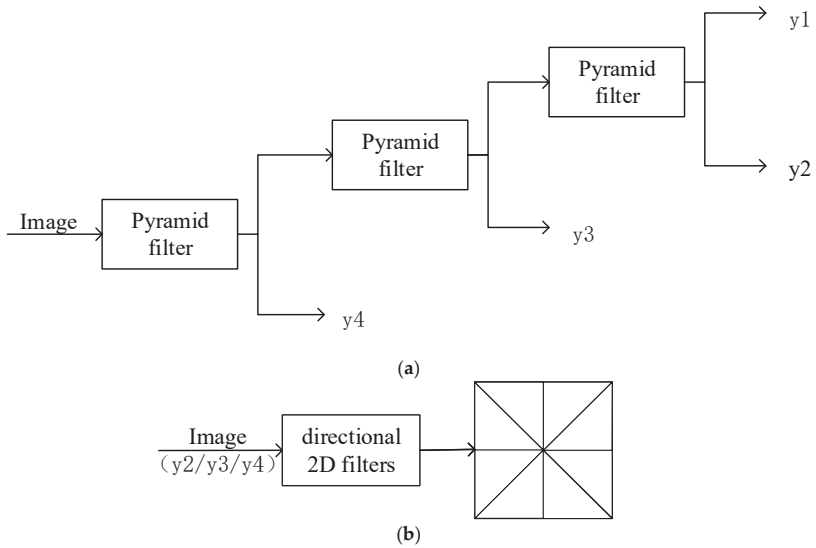 y1
Pyramid
filter
Pyramid
filter
y2
Image
Pyramid
filter
y3
y4
(a)
Image
(y2/y3/y4)
directional
2D filters
(b)